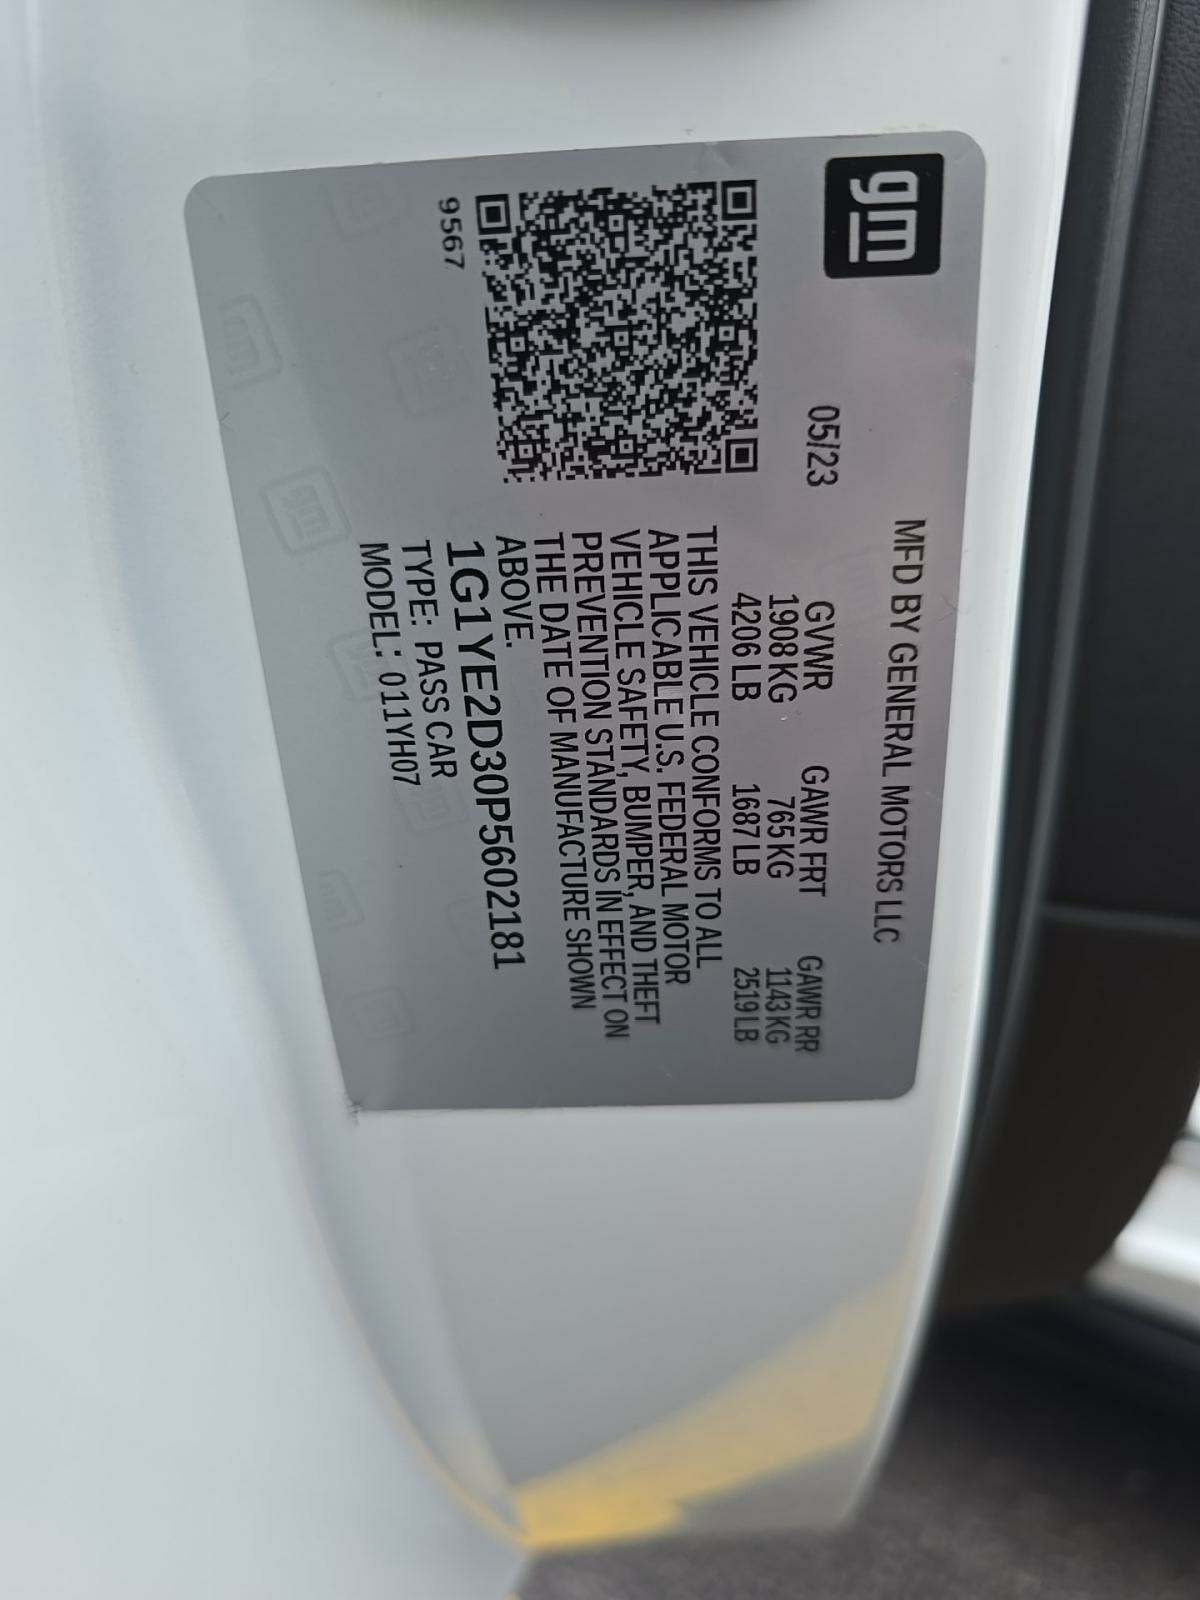 gm
MFD BY GENERAL MOTORS LLC
05/23
GVWR GAWR FRT GAWR RR
1908 KG 765 KG 1143 KG
4206 LB 1687 LB 2519 LB
THIS VEHICLE CONFORMS TO ALL
APPLICABLE U.S. FEDERAL MOTOR
VEHICLE SAFETY, BUMPER, AND THEFT
PREVENTION STANDARDS IN EFFECT ON
THE DATE OF MANUFACTURE SHOWN
ABOVE.
1G1YE2D30P5602181
TYPE: PASS CAR
MODEL: 011YH07
9567